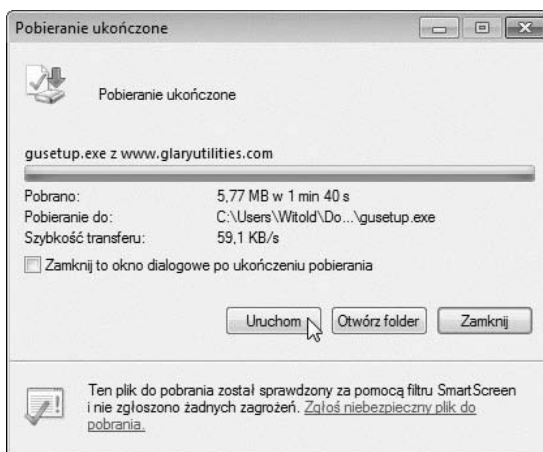 Pobieranie ukończone
Pobieranie ukończone
gusetup.exe z www.glaryutilities.com
Pobrano: 5,77 MB w 1 min 40 s
Pobieranie do: C:\Users\Witold\Do...\gusetup.exe
Szybkość transferu: 59,1 KB/s
Zamknij to okno dialogowe po ukończeniu pobierania
Uruchom Otwórz folder Zamknij
Ten plik do pobrania został sprawdzony za pomocą filtru SmartScreen
i nie zgłoszono żadnych zagrożeń. Zgłoś niebezpieczny plik do
pobrania.